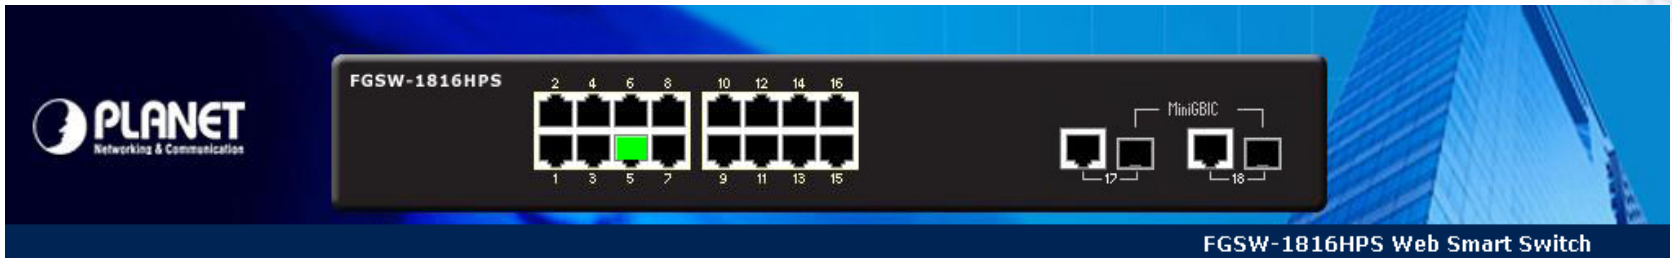 PLANET
Networking & Communication
FGSW-1816HPS
2 4 6 8 10 12 14 16
1 3 5 7 9 11 13 15
MiniGBIC
17 18
FGSW-1816HPS Web Smart Switch